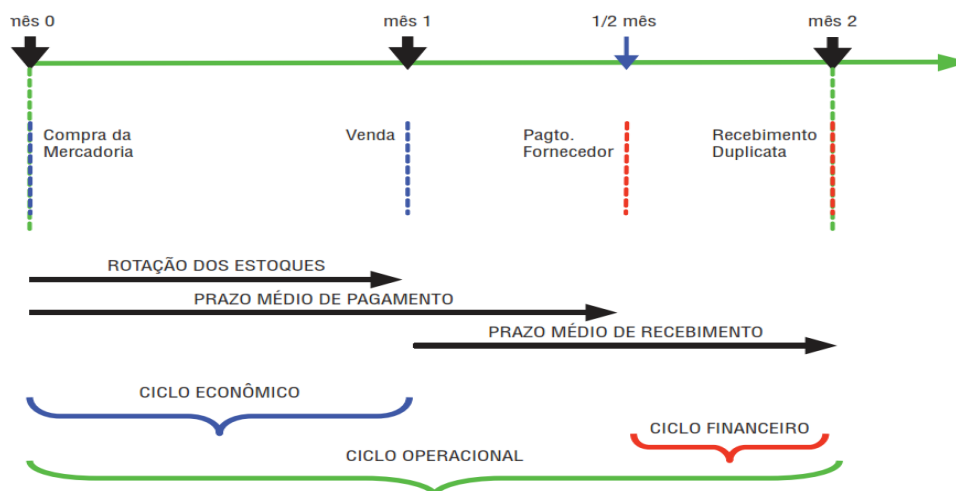 mês 0
mês 1
1/2 mês
mês 2
Compra da
Mercadoria
Venda
Pagto.
Fornecedor
Recebimento
Duplicata
ROTAÇÃO DOS ESTOQUES
PRAZO MÉDIO DE PAGAMENTO
PRAZO MÉDIO DE RECEBIMENTO
CICLO ECONÔMICO
CICLO FINANCEIRO
CICLO OPERACIONAL